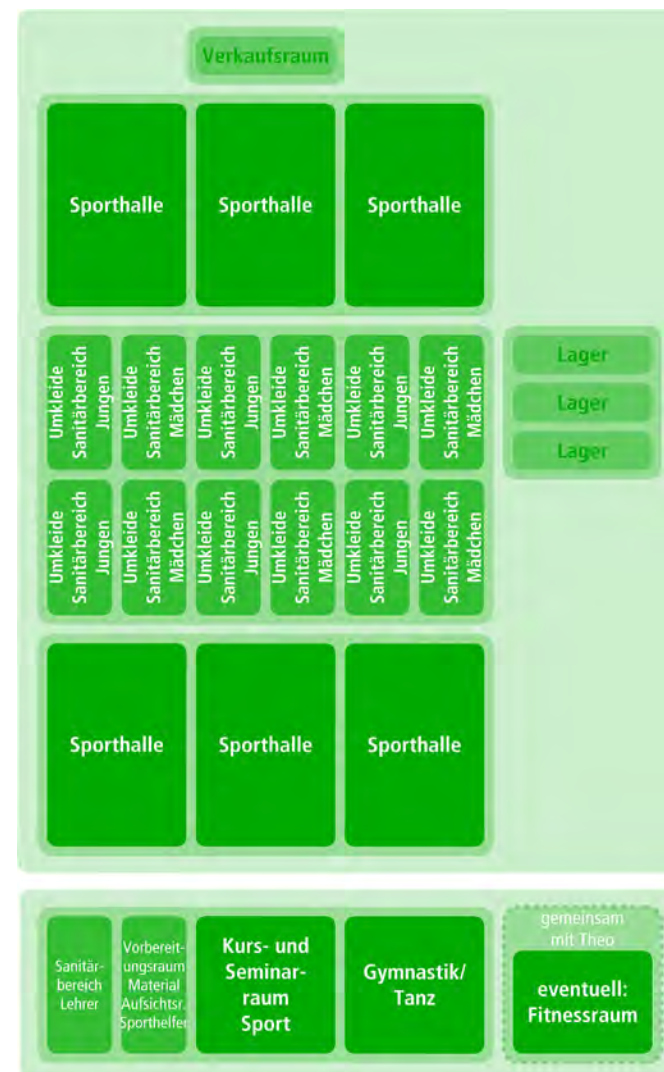 Verkaufsraum
Sporthalle
Sporthalle
Sporthalle
Umkleide
Sanitärbereich
Jungen
Umkleide
Sanitärbereich
Mädchen
Umkleide
Sanitärbereich
Jungen
Umkleide
Sanitärbereich
Mädchen
Umkleide
Sanitärbereich
Jungen
Umkleide
Sanitärbereich
Mädchen
Lager
Lager
Lager
Umkleide
Sanitärbereich
Jungen
Umkleide
Sanitärbereich
Mädchen
Umkleide
Sanitärbereich
Jungen
Umkleide
Sanitärbereich
Mädchen
Umkleide
Sanitärbereich
Jungen
Umkleide
Sanitärbereich
Mädchen
Sporthalle
Sporthalle
Sporthalle
Sanitär-
bereich
Lehrer
Vorbereit-
ungsraum
Material
Aufsichtsr.
Sporthelfer
Kurs- und
Seminar-
raum
Sport
Gymnastik/
Tanz
gemeinsam
mit Theo
eventuell:
Fitnessraum